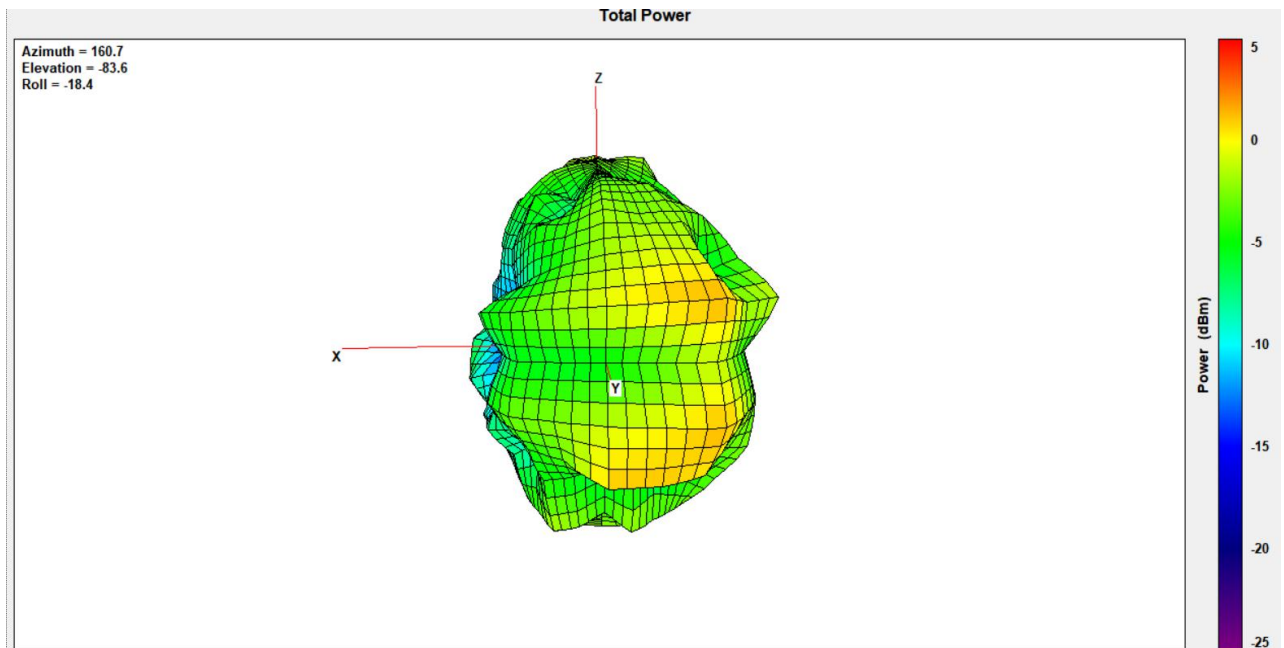 Total Power
Azimuth = 160.7
Elevation = -83.6
Roll = -18.4
Z
X
Y
5
0
-5
-10
-15
-20
-25
Power (dBm)